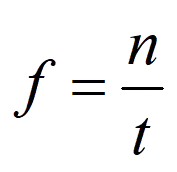 f = n/t